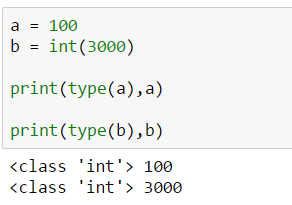 a = 100
b = int(3000)
print(type(a),a)
print(type(b),b)
<class 'int'> 100
<class 'int'> 3000